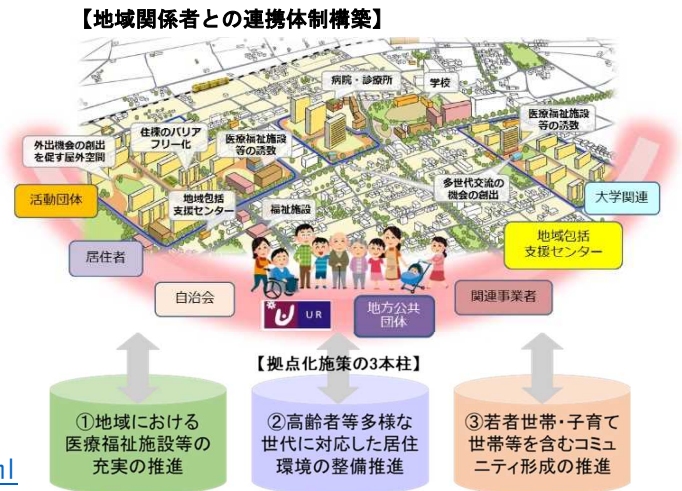 【地域関係者との連携体制構築】
病院・診療所
学校
医療福祉施設
等の誘致
住棟のバリア
フリー化
医療福祉施設
等の誘致
外出機会の創出
を促す屋外空間
活動団体
地域包括
支援センター
福祉施設
多世代交流の
機会の創出
大学関連
居住者
地域包括
支援センター
自治会
UR
地方公共
団体
関連事業者
【拠点化施策の3本柱】
①地域における
医療福祉施設等の
充実の推進
②高齢者等多様な
世代に対応した居住
環境の整備推進
③若者世帯・子育て
世帯等を含むコミュ
ニティ形成の推進
ml